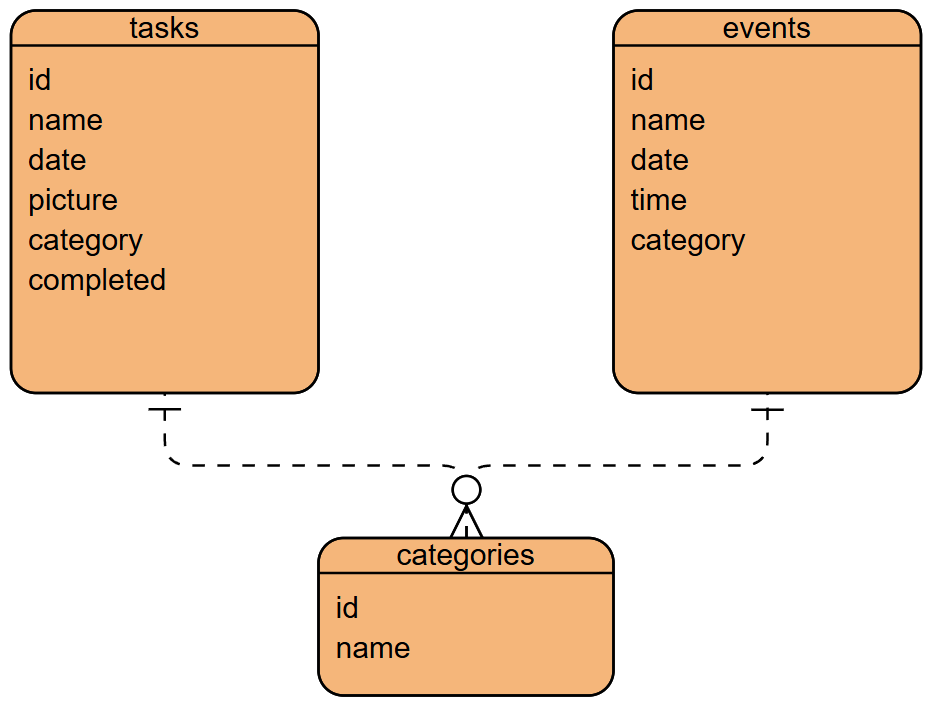 tasks
id
name
date
picture
category
completed
events
id
name
date
time
category
categories
id
name